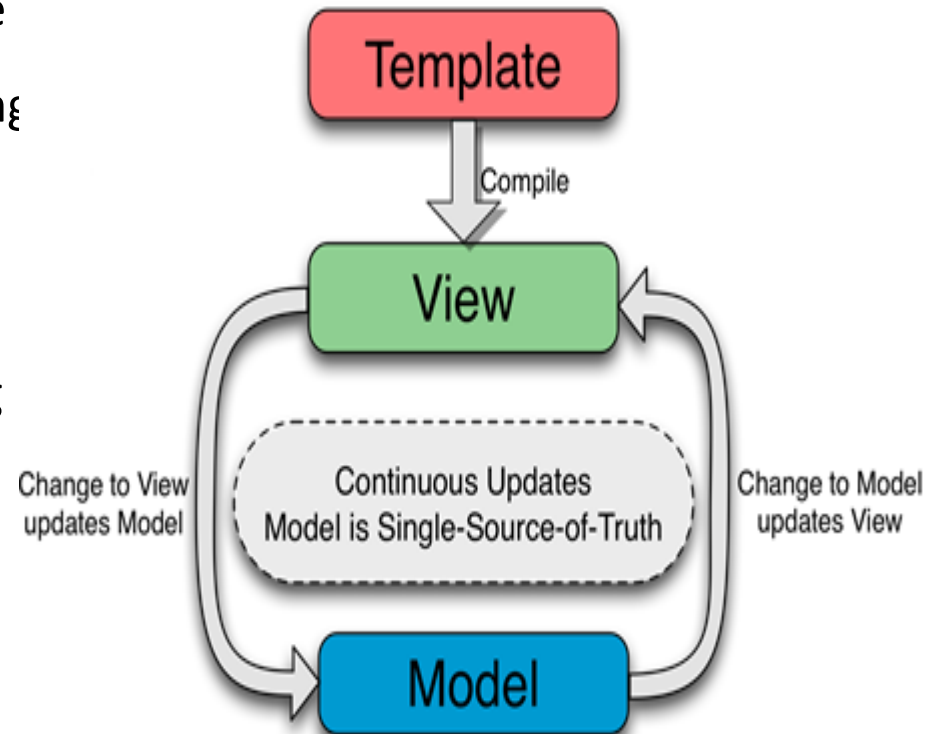 Template
Compile
View
Continuous Updates
Model is Single-Source-of-Truth
Change to View
updates Model
Change to Model
updates View
Model